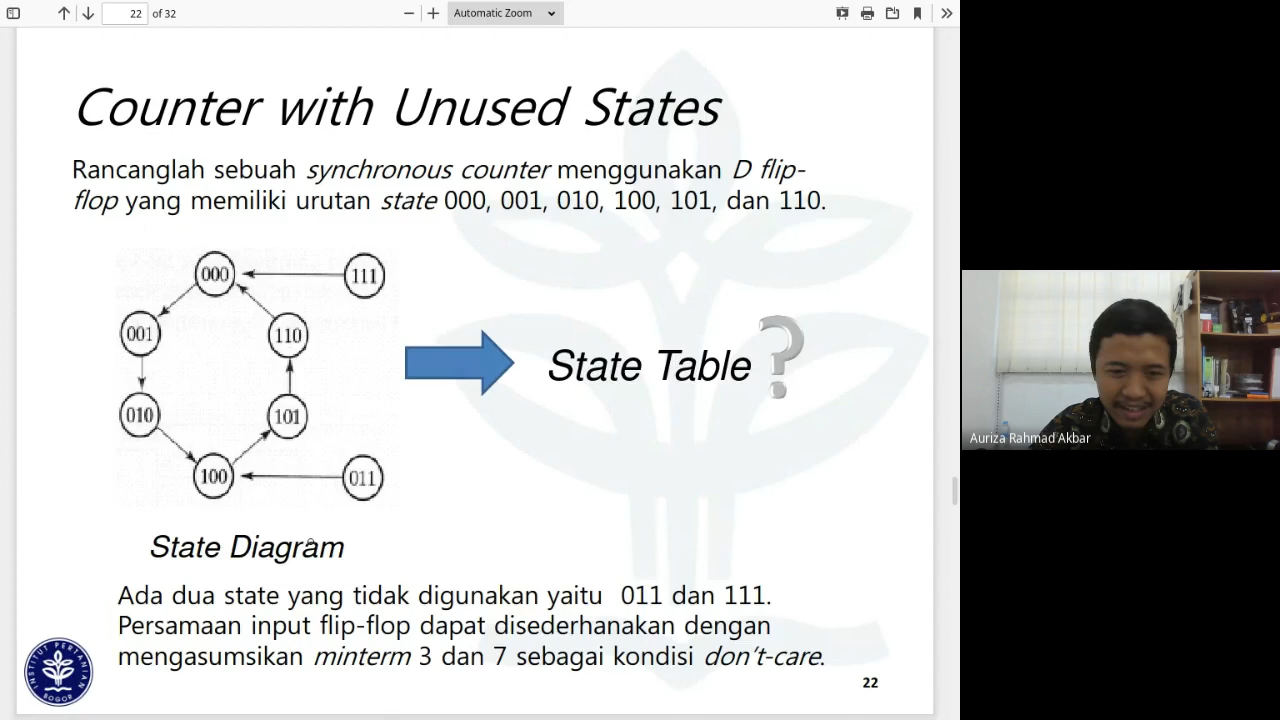 22 of 32
Automatic Zoom
Counter with Unused States
Rancanglah sebuah synchronous counter menggunakan D flip-
flop yang memiliki urutan state 000, 001, 010, 100, 101, dan 110.
000
111
001
110
010
101
100
011
State Table ?
State Diagram
Ada dua state yang tidak digunakan yaitu 011 dan 111.
Persamaan input flip-flop dapat disederhanakan dengan
mengasumsikan minterm 3 dan 7 sebagai kondisi don't-care.
INSTITUT PERTANIAN
BOGOR
22
Auriza Rahmad Akbar